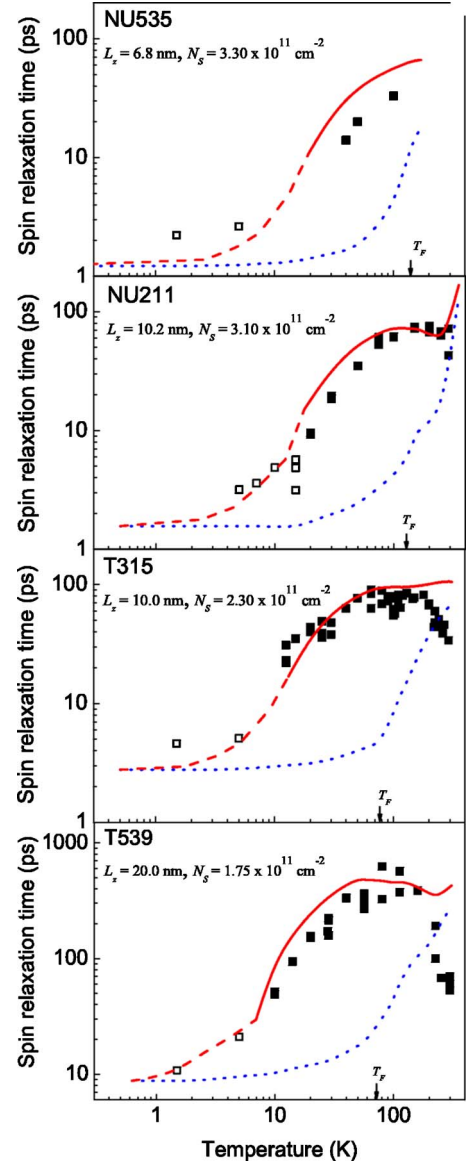 NU535
L_z = 6.8 nm, N_S = 3.30 x 10^11 cm^-2
100
10
1
Spin relaxation time (ps)
T_F
NU211
L_z = 10.2 nm, N_S = 3.10 x 10^11 cm^-2
100
10
1
Spin relaxation time (ps)
T_F
T315
L_z = 10.0 nm, N_S = 2.30 x 10^11 cm^-2
100
10
1
Spin relaxation time (ps)
T_F
T539
L_z = 20.0 nm, N_S = 1.75 x 10^11 cm^-2
1000
100
10
Spin relaxation time (ps)
T_F
1 10 100
Temperature (K)